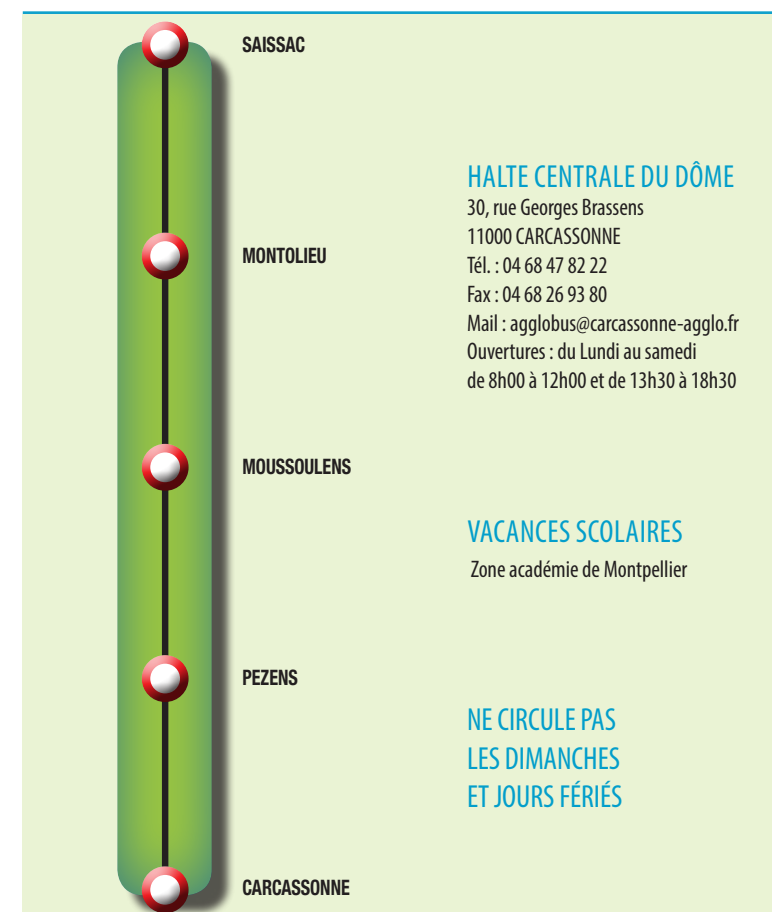 SAISSAC
MONTOLIEU
MOUSSOULENS
PEZENS
CARCASSONNE
HALTE CENTRALE DU DÔME
30, rue Georges Brassens
11000 CARCASSONNE
Tél. : 04 68 47 82 22
Fax : 04 68 26 93 80
Mail : agglobus@carcassonne-agglo.fr
Ouvertures : du Lundi au samedi
de 8h00 à 12h00 et de 13h30 à 18h30
VACANCES SCOLAIRES
Zone académie de Montpellier
NE CIRCULE PAS
LES DIMANCHES
ET JOURS FÉRIÉS